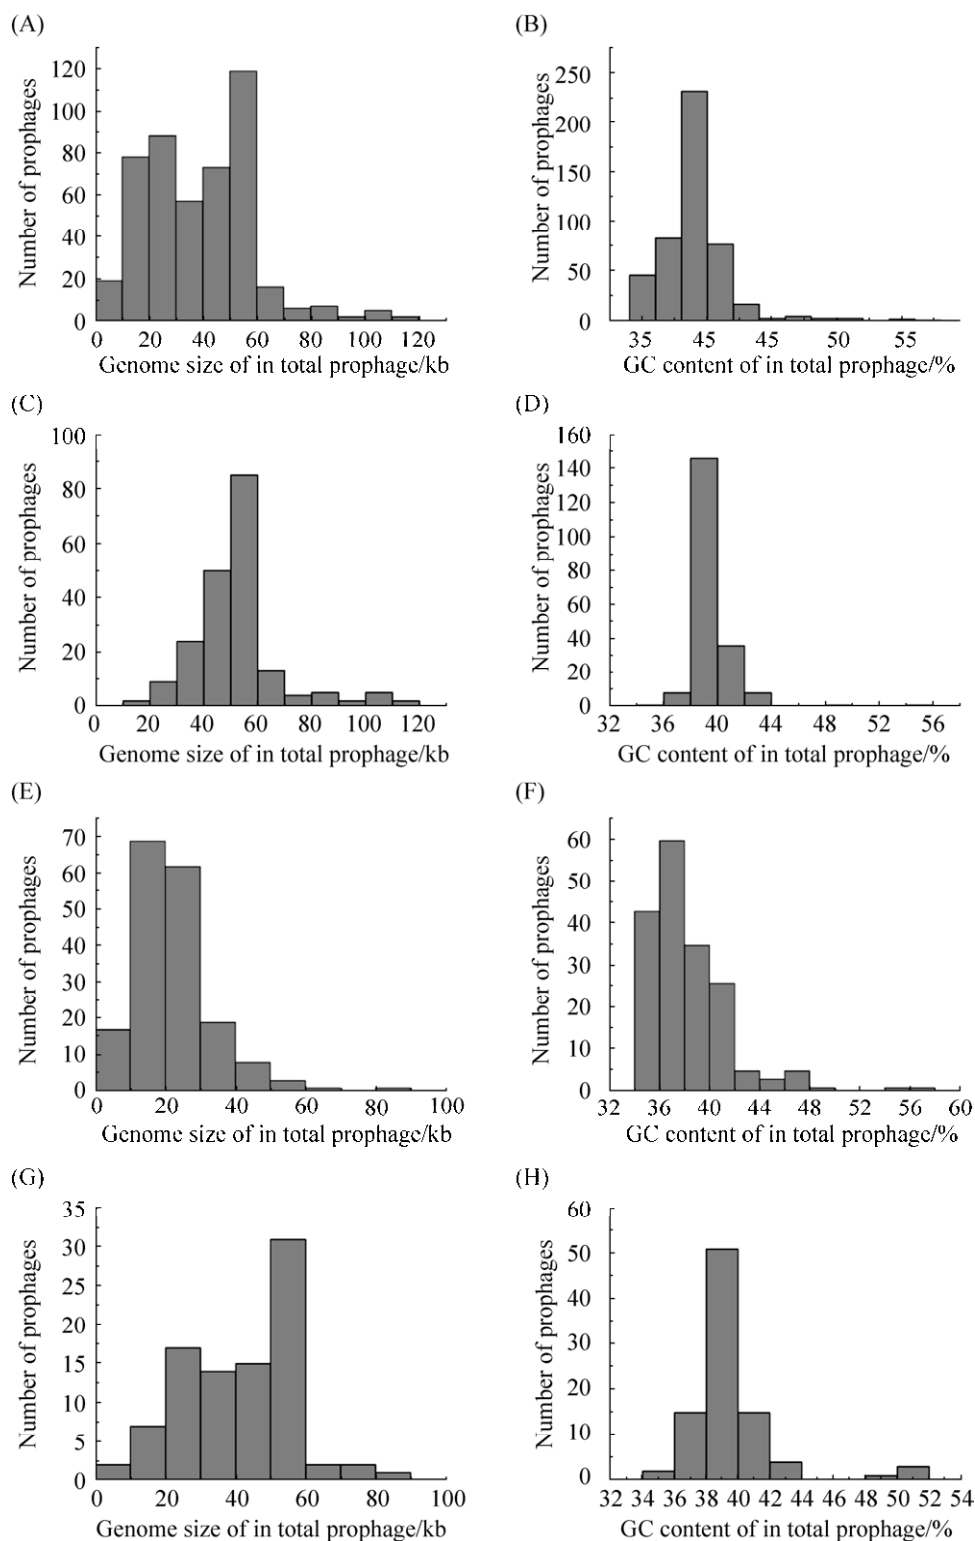 (A)
Number of prophages
120
100
80
60
40
20
0
0 20 40 60 80 100 120
Genome size of in total prophage/kb
(B)
Number of prophages
250
200
150
100
50
0
35 45 45 50 55
GC content of in total prophage/%
(C)
Number of prophages
100
80
60
40
20
0
0 20 40 60 80 100 120
Genome size of in total prophage/kb
(D)
Number of prophages
160
140
120
100
80
60
40
20
0
32 36 40 44 48 52 56
GC content of in total prophage/%
(E)
Number of prophages
70
60
50
40
30
20
10
0
0 20 40 60 80 100
Genome size of in total prophage/kb
(F)
Number of prophages
60
50
40
30
20
10
0
32 36 40 44 48 52 56 60
GC content of in total prophage/%
(G)
Number of prophages
35
30
25
20
15
10
5
0
0 20 40 60 80 100
Genome size of in total prophage/kb
(H)
Number of prophages
60
50
40
30
20
10
0
32 34 36 38 40 42 44 46 48 50 52 54
GC content of in total prophage/%